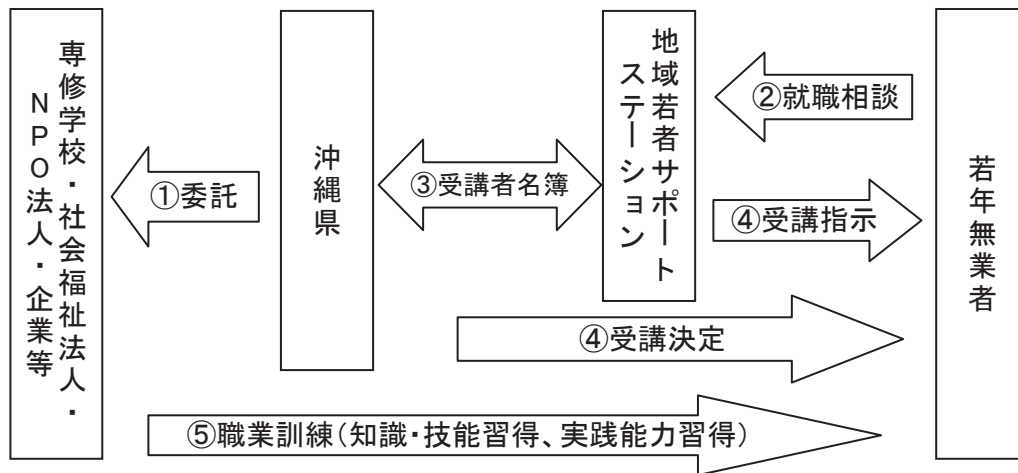 専修学校・社会福祉法人・
NPO法人・企業等
①委託
沖縄県
③受講者名簿
地域若者サポート
ステーション
②就職相談
④受講指示
若年無業者
④受講決定
⑤職業訓練(知識・技能習得、実践能力習得)